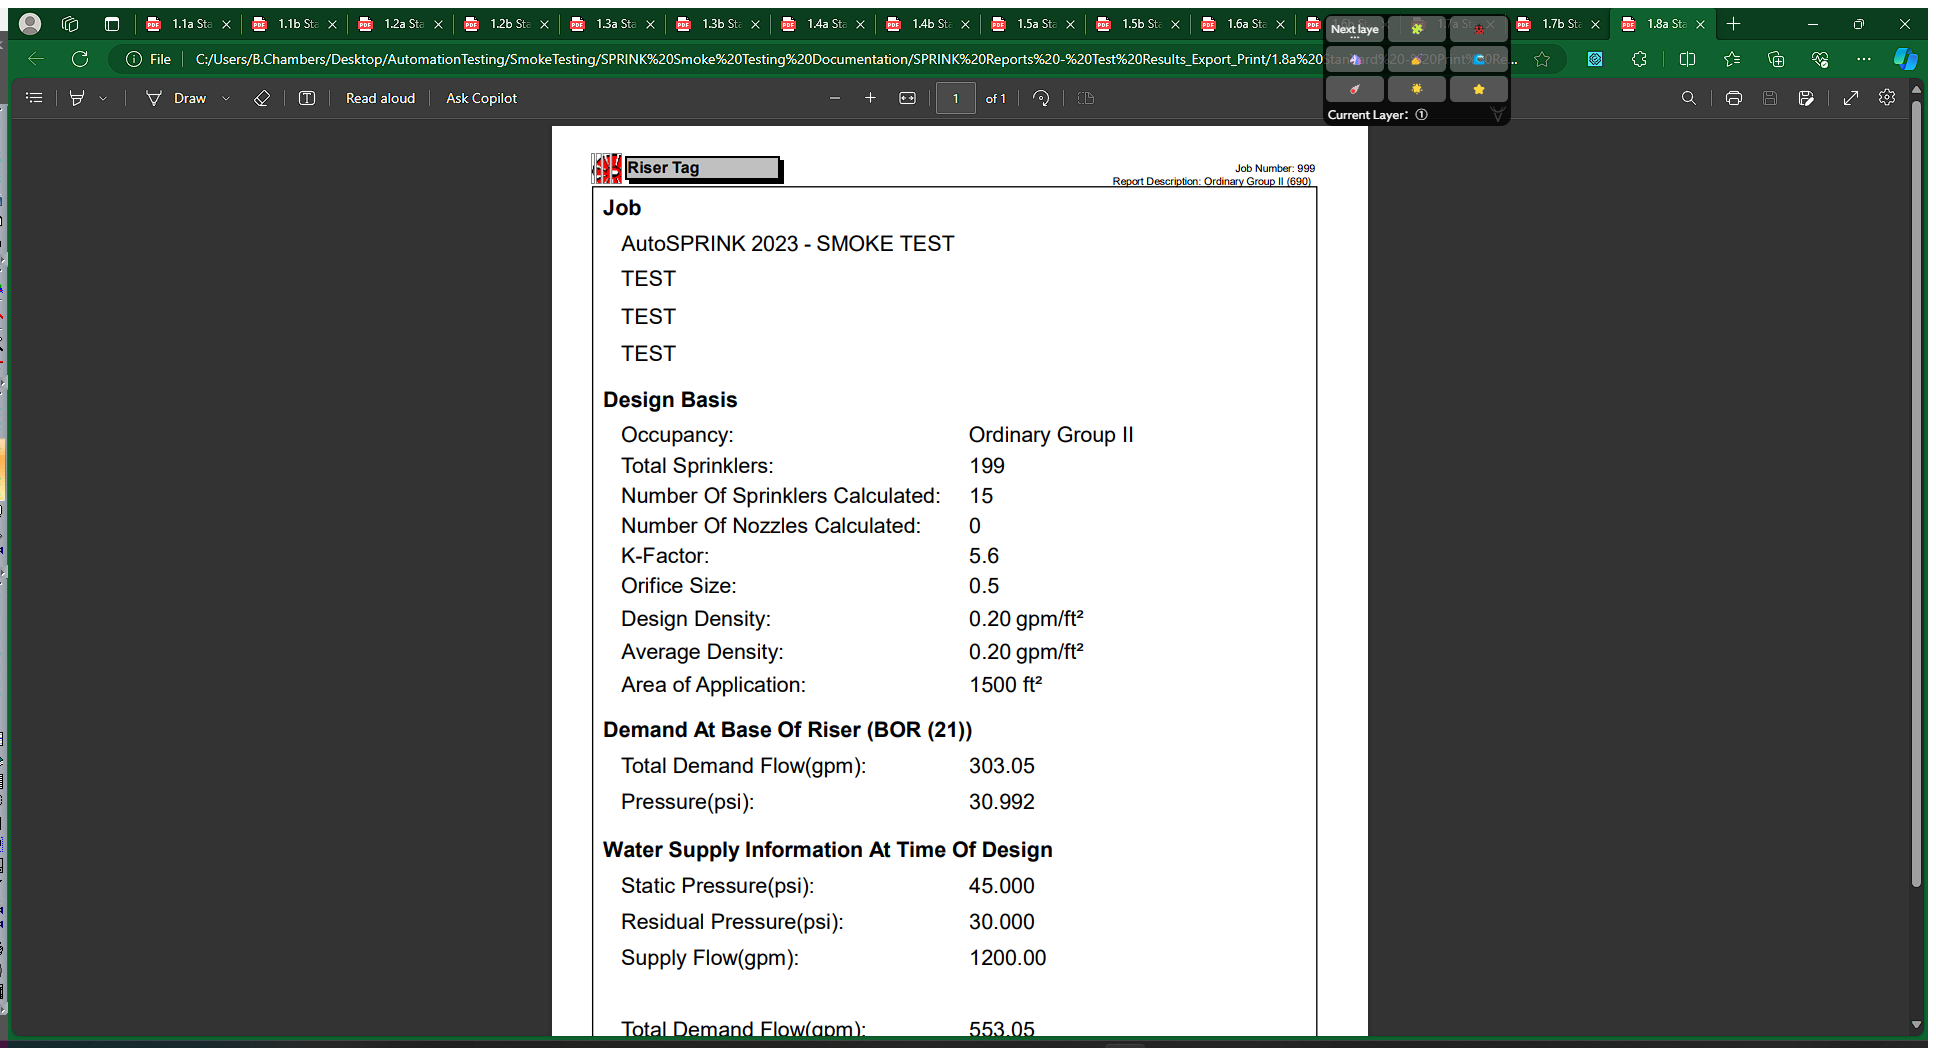 1.1a Sta
1.1b Sta
1.2a Sta
1.2b Sta
1.3a Sta
1.3b Sta
1.4a Sta
1.4b Sta
1.5a Sta
1.5b Sta
1.6a Sta
1.7b Sta
1.8a Sta
Next laye
File
C:/Users/B.Chambers/Desktop/AutomationTesting/SmokeTesting/SPRINK%20Smoke%20Testing%20Documentation/SPRINK%20Reports%20-%20Test%20Results_Export_Print/1.8a%20Standard%20-%20Print%20Re...
Draw
Read aloud
Ask Copilot
1 of 1
Current Layer: ①
Riser Tag
Job Number: 999
Report Description: Ordinary Group II (690)
Job
AutoSPRINK 2023 - SMOKE TEST
TEST
TEST
TEST
Design Basis
Occupancy: Ordinary Group II
Total Sprinklers: 199
Number Of Sprinklers Calculated: 15
Number Of Nozzles Calculated: 0
K-Factor: 5.6
Orifice Size: 0.5
Design Density: 0.20 gpm/ft²
Average Density: 0.20 gpm/ft²
Area of Application: 1500 ft²
Demand At Base Of Riser (BOR (21))
Total Demand Flow(gpm): 303.05
Pressure(psi): 30.992
Water Supply Information At Time Of Design
Static Pressure(psi): 45.000
Residual Pressure(psi): 30.000
Supply Flow(gpm): 1200.00
Total Demand Flow(gpm): 553.05